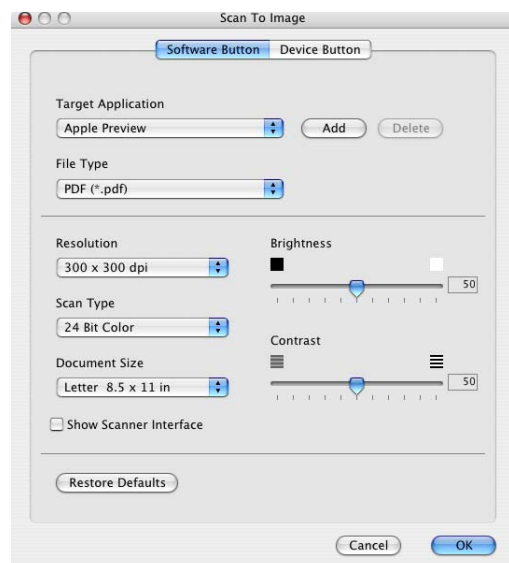 Scan To Image
Software Button Device Button
Target Application
Apple Preview Add Delete
File Type
PDF (*.pdf)
Resolution Brightness
300 x 300 dpi
50
Scan Type
24 Bit Color
Contrast
Document Size
Letter 8.5 x 11 in
50
Show Scanner Interface
Restore Defaults
Cancel OK